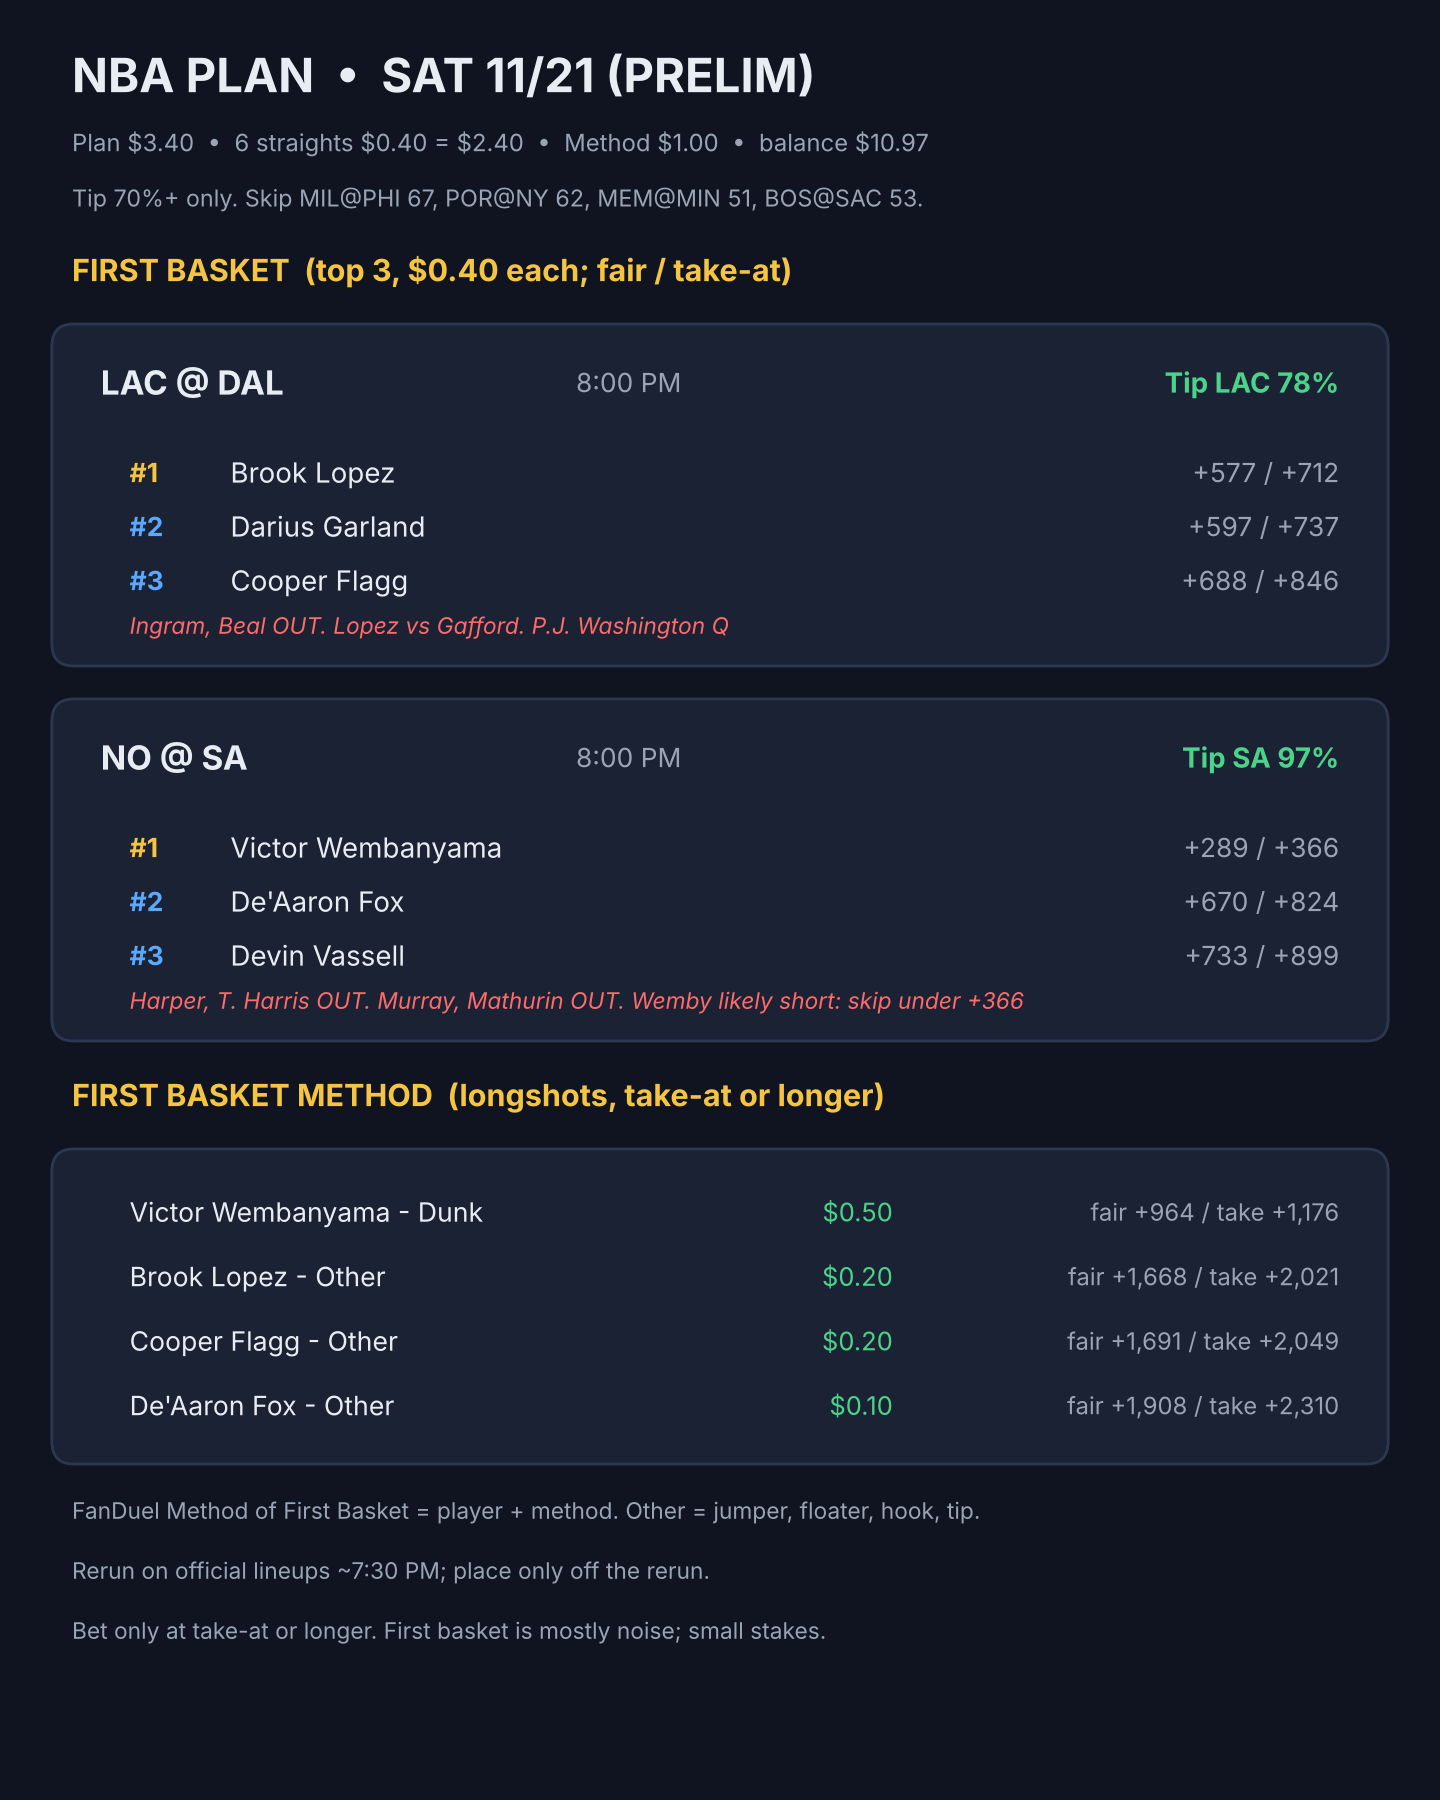 NBA PLAN • SAT 11/21 (PRELIM)
Plan $3.40 • 6 straights $0.40 = $2.40 • Method $1.00 • balance $10.97
Tip 70%+ only. Skip MIL@PHI 67, POR@NY 62, MEM@MIN 51, BOS@SAC 53.
FIRST BASKET (top 3, $0.40 each; fair / take-at)
LAC @ DAL 8:00 PM Tip LAC 78%
#1 Brook Lopez +577 / +712
#2 Darius Garland +597 / +737
#3 Cooper Flagg +688 / +846
Ingram, Beal OUT. Lopez vs Gafford. P.J. Washington Q
NO @ SA 8:00 PM Tip SA 97%
#1 Victor Wembanyama +289 / +366
#2 De'Aaron Fox +670 / +824
#3 Devin Vassell +733 / +899
Harper, T. Harris OUT. Murray, Mathurin OUT. Wemby likely short: skip under +366
FIRST BASKET METHOD (longshots, take-at or longer)
Victor Wembanyama - Dunk $0.50 fair +964 / take +1,176
Brook Lopez - Other $0.20 fair +1,668 / take +2,021
Cooper Flagg - Other $0.20 fair +1,691 / take +2,049
De'Aaron Fox - Other $0.10 fair +1,908 / take +2,310
FanDuel Method of First Basket = player + method. Other = jumper, floater, hook, tip.
Rerun on official lineups ~7:30 PM; place only off the rerun.
Bet only at take-at or longer. First basket is mostly noise; small stakes.